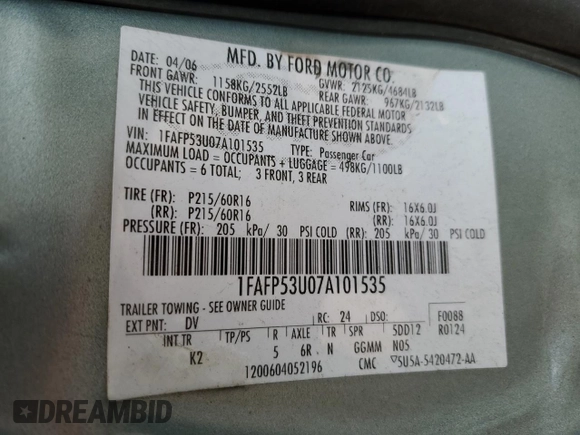 MFD. BY FORD MOTOR CO.
DATE: 04/06 GVWR: 2125KG/4684LB
FRONT GAWR: 1158KG/2552LB REAR GAWR: 967KG/2132LB
THIS VEHICLE CONFORMS TO ALL APPLICABLE FEDERAL MOTOR
VEHICLE SAFETY, BUMPER, AND THEFT PREVENTION STANDARDS
IN EFFECT ON THE DATE OF MANUFACTURE SHOWN ABOVE.
VIN: 1FAFP53U07A101535 TYPE: Passenger Car
MAXIMUM LOAD = OCCUPANTS + LUGGAGE = 498KG/1100LB
OCCUPANTS = 6 TOTAL; 3 FRONT, 3 REAR
TIRE (FR): P215/60R16 RIMS (FR): 16X6.0J
(RR): P215/60R16 (RR): 16X6.0J
PRESSURE (FR): 205 kPa/ 30 PSI COLD (RR): 205 kPa/ 30 PSI COLD
1FAFP53U07A101535
TRAILER TOWING - SEE OWNER GUIDE
EXT PNT: DV RC: 24 DSO: F0088
INT TR TP/PS R AXLE TR SPR 5DD12 R0124
K2 5 6R N GGMM N05
1200604052196 CMC ▽5U5A-5420472-AA
DREAMBID